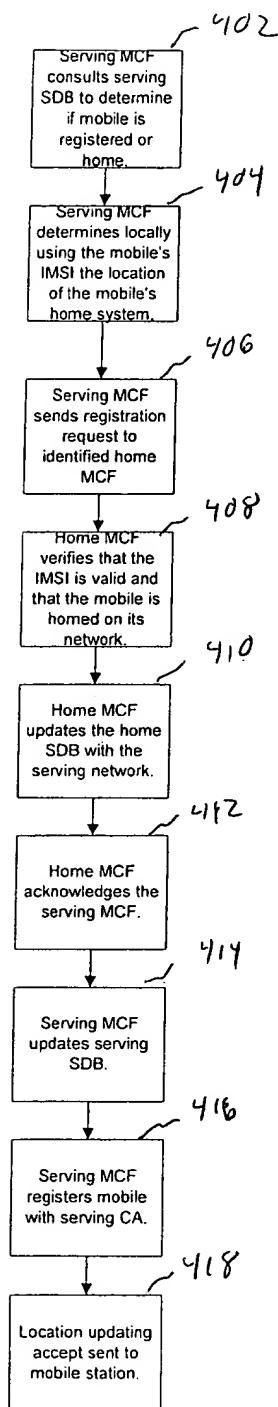 402
Serving MCF
consults serving
SDB to determine
if mobile is
registered or
home.
404
Serving MCF
determines locally
using the mobile's
IMSI the location
of the mobile's
home system.
406
Serving MCF
sends registration
request to
identified home
MCF
408
Home MCF
verifies that the
IMSI is valid and
that the mobile is
homed on its
network.
410
Home MCF
updates the home
SDB with the
serving network.
412
Home MCF
acknowledges the
serving MCF.
414
Serving MCF
updates serving
SDB.
416
Serving MCF
registers mobile
with serving CA.
418
Location updating
accept sent to
mobile station.